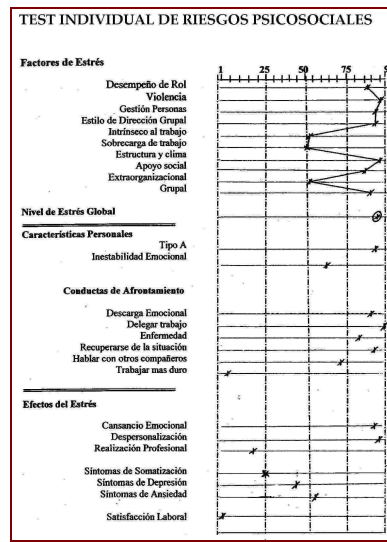 TEST INDIVIDUAL DE RIESGOS PSICOSOCIALES
Factores de Estrés
1 25 50 75
Desempeño de Rol
Violencia
Gestión Personas
Estilo de Dirección Grupal
Intrínseco al trabajo
Sobrecarga de trabajo
Estructura y clima
Apoyo social
Extraorganizacional
Grupal
Nivel de Estrés Global
Características Personales
Tipo A
Inestabilidad Emocional
Conductas de Afrontamiento
Descarga Emocional
Delegar trabajo
Enfermedad
Recuperarse de la situación
Hablar con otros compañeros
Trabajar mas duro
Efectos del Estrés
Cansancio Emocional
Despersonalización
Realización Profesional
Síntomas de Somatización
Síntomas de Depresión
Síntomas de Ansiedad
Satisfacción Laboral